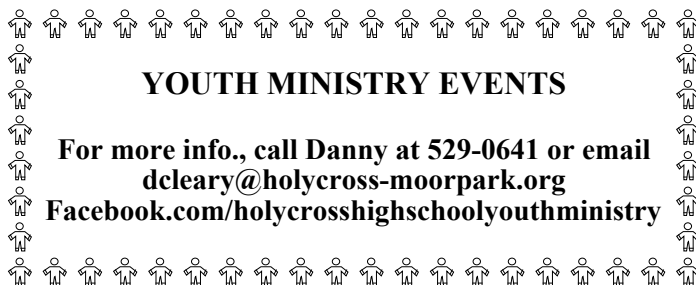 YOUTH MINISTRY EVENTS
For more info., call Danny at 529-0641 or email
dcleary@holycross-moorpark.org
Facebook.com/holycrosshighschoolyouthministry